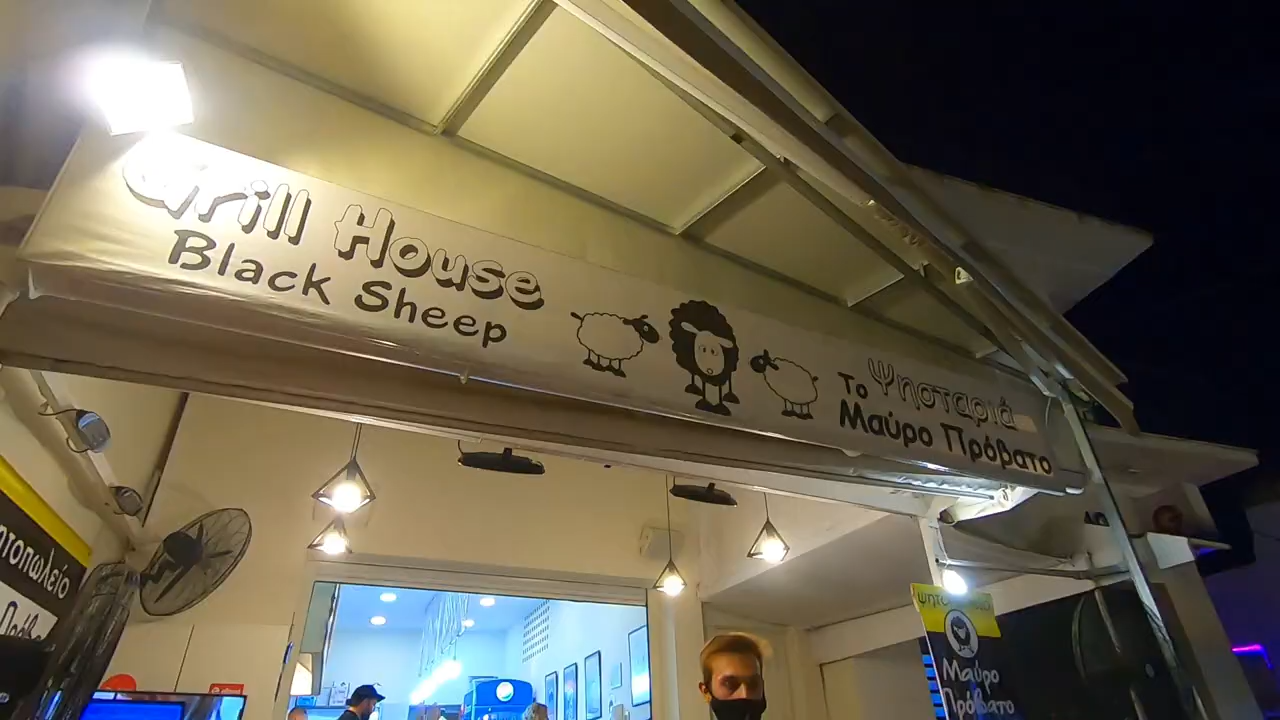 Grill House
Black Sheep
Ψησταριά
Το Μαύρο Πρόβατο
Μαύρο
Πρόβατο